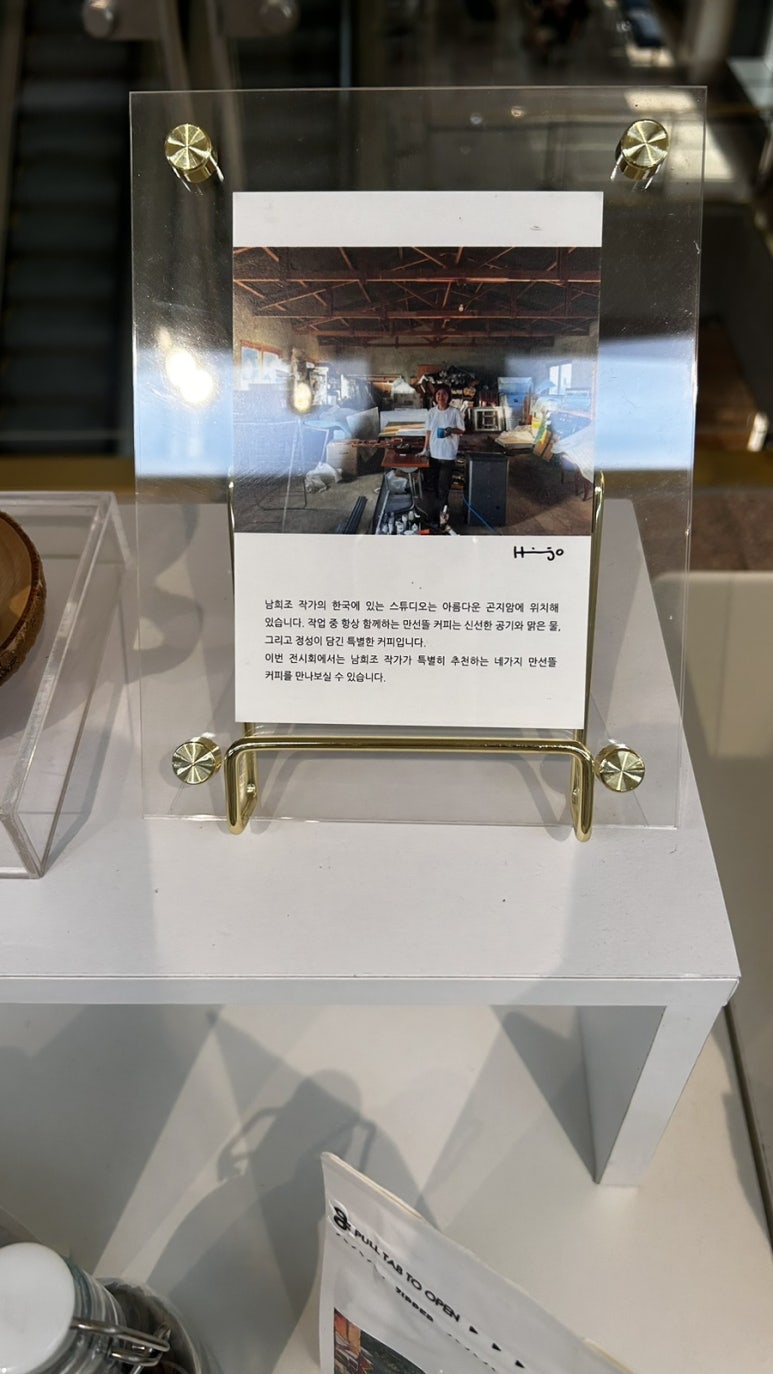 Hijo
남희조 작가의 한국에 있는 스튜디오는 아름다운 곤지암에 위치해
있습니다. 작업 중 항상 함께하는 만선뜰 커피는 신선한 공기와 맑은 물,
그리고 정성이 담긴 특별한 커피입니다.
이번 전시회에서는 남희조 작가가 특별히 추천하는 네가지 만선뜰
커피를 만나보실 수 있습니다.
PULL TAB TO OPEN
ZIPPER